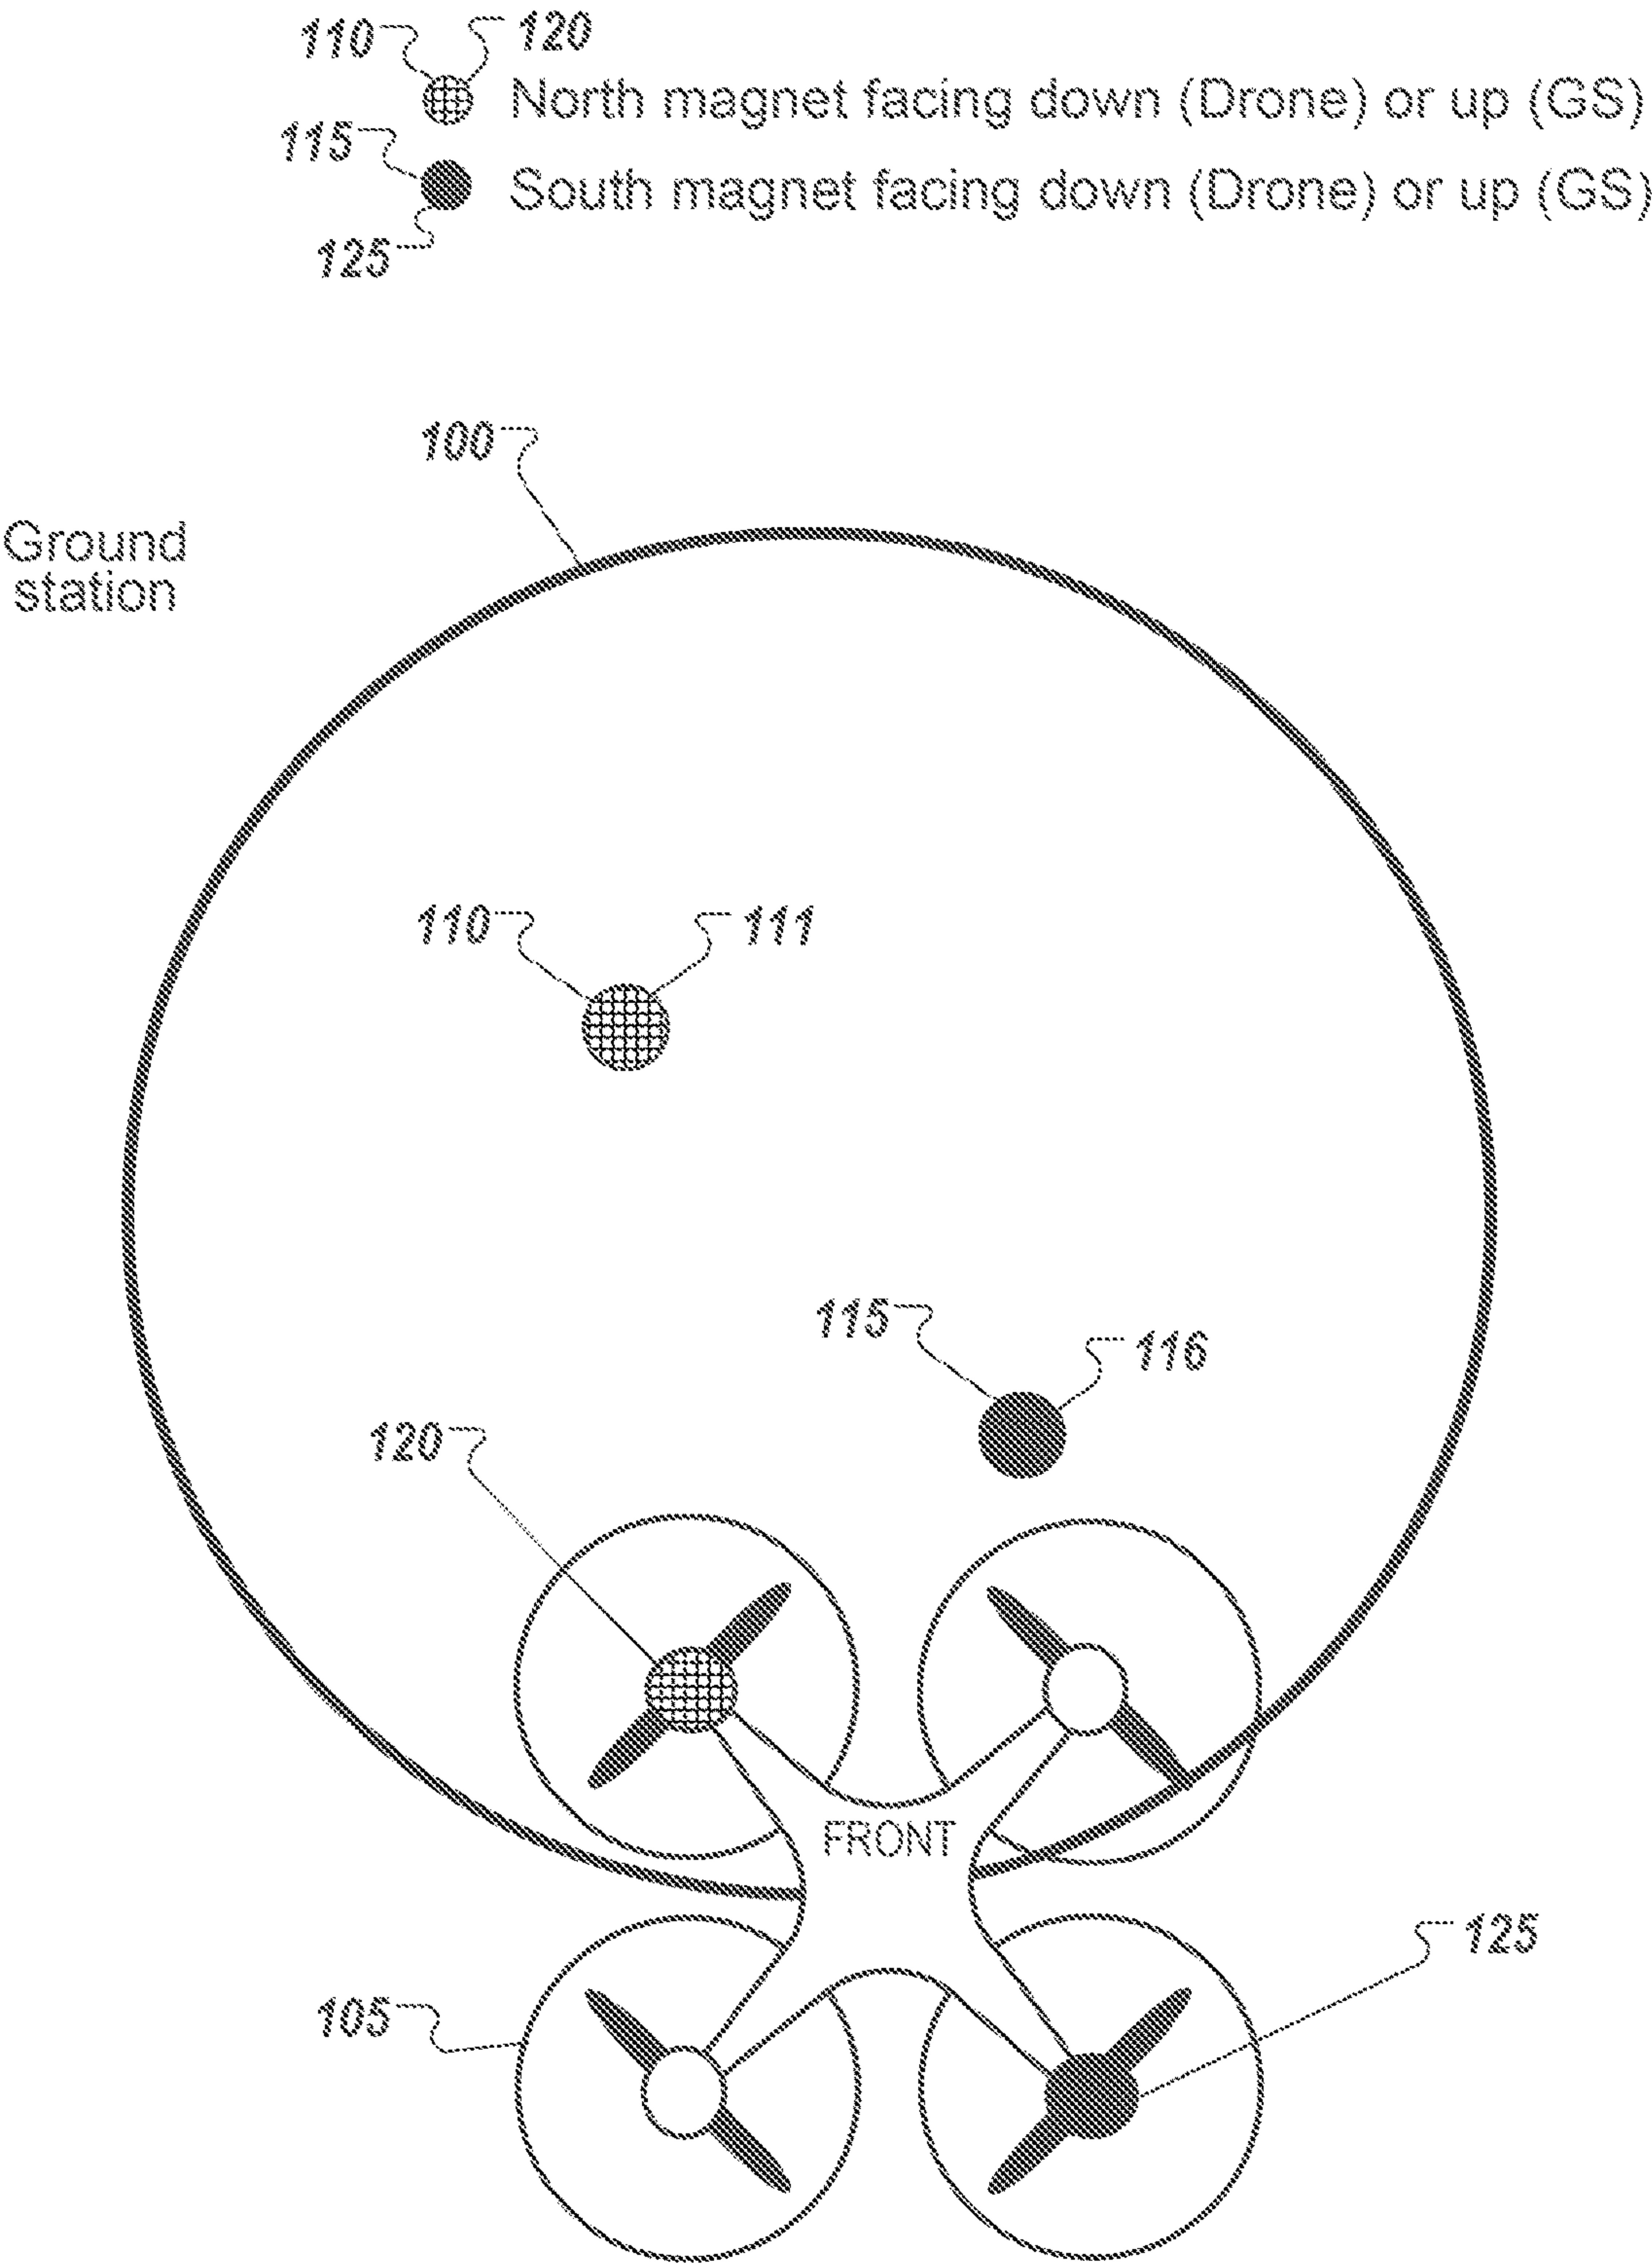 110 120
North magnet facing down (Drone) or up (GS)
115
South magnet facing down (Drone) or up (GS)
125
100
Ground
station
110 111
115 116
120
FRONT
125
105